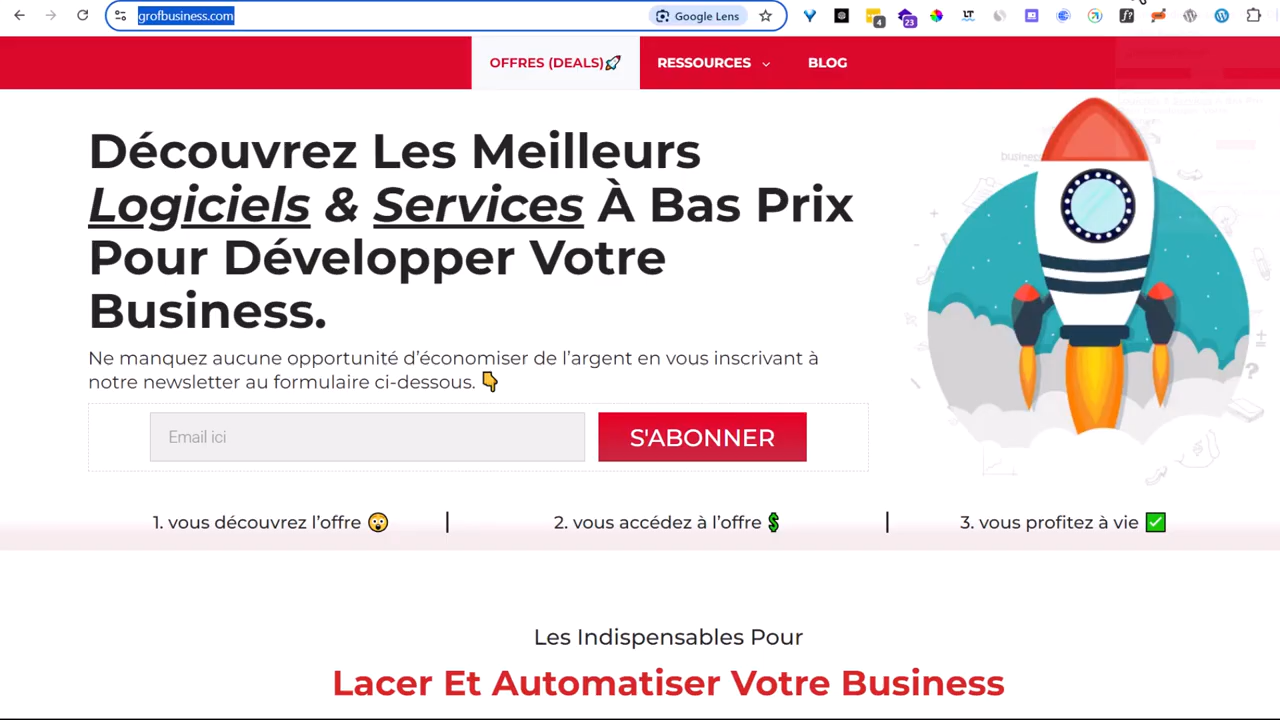 grofbusiness.com
Google Lens
4
23
LT
f?
OFFRES (DEALS)🚀
RESSOURCES
BLOG
Découvrez Les Meilleurs
Logiciels & Services À Bas Prix
Pour Développer Votre
Business.
Ne manquez aucune opportunité d'économiser de l'argent en vous inscrivant à
notre newsletter au formulaire ci-dessous. 👇
Email ici
S'ABONNER
1. vous découvrez l'offre 😲
2. vous accédez à l'offre 💲
3. vous profitez à vie ✅
Les Indispensables Pour
Lacer Et Automatiser Votre Business